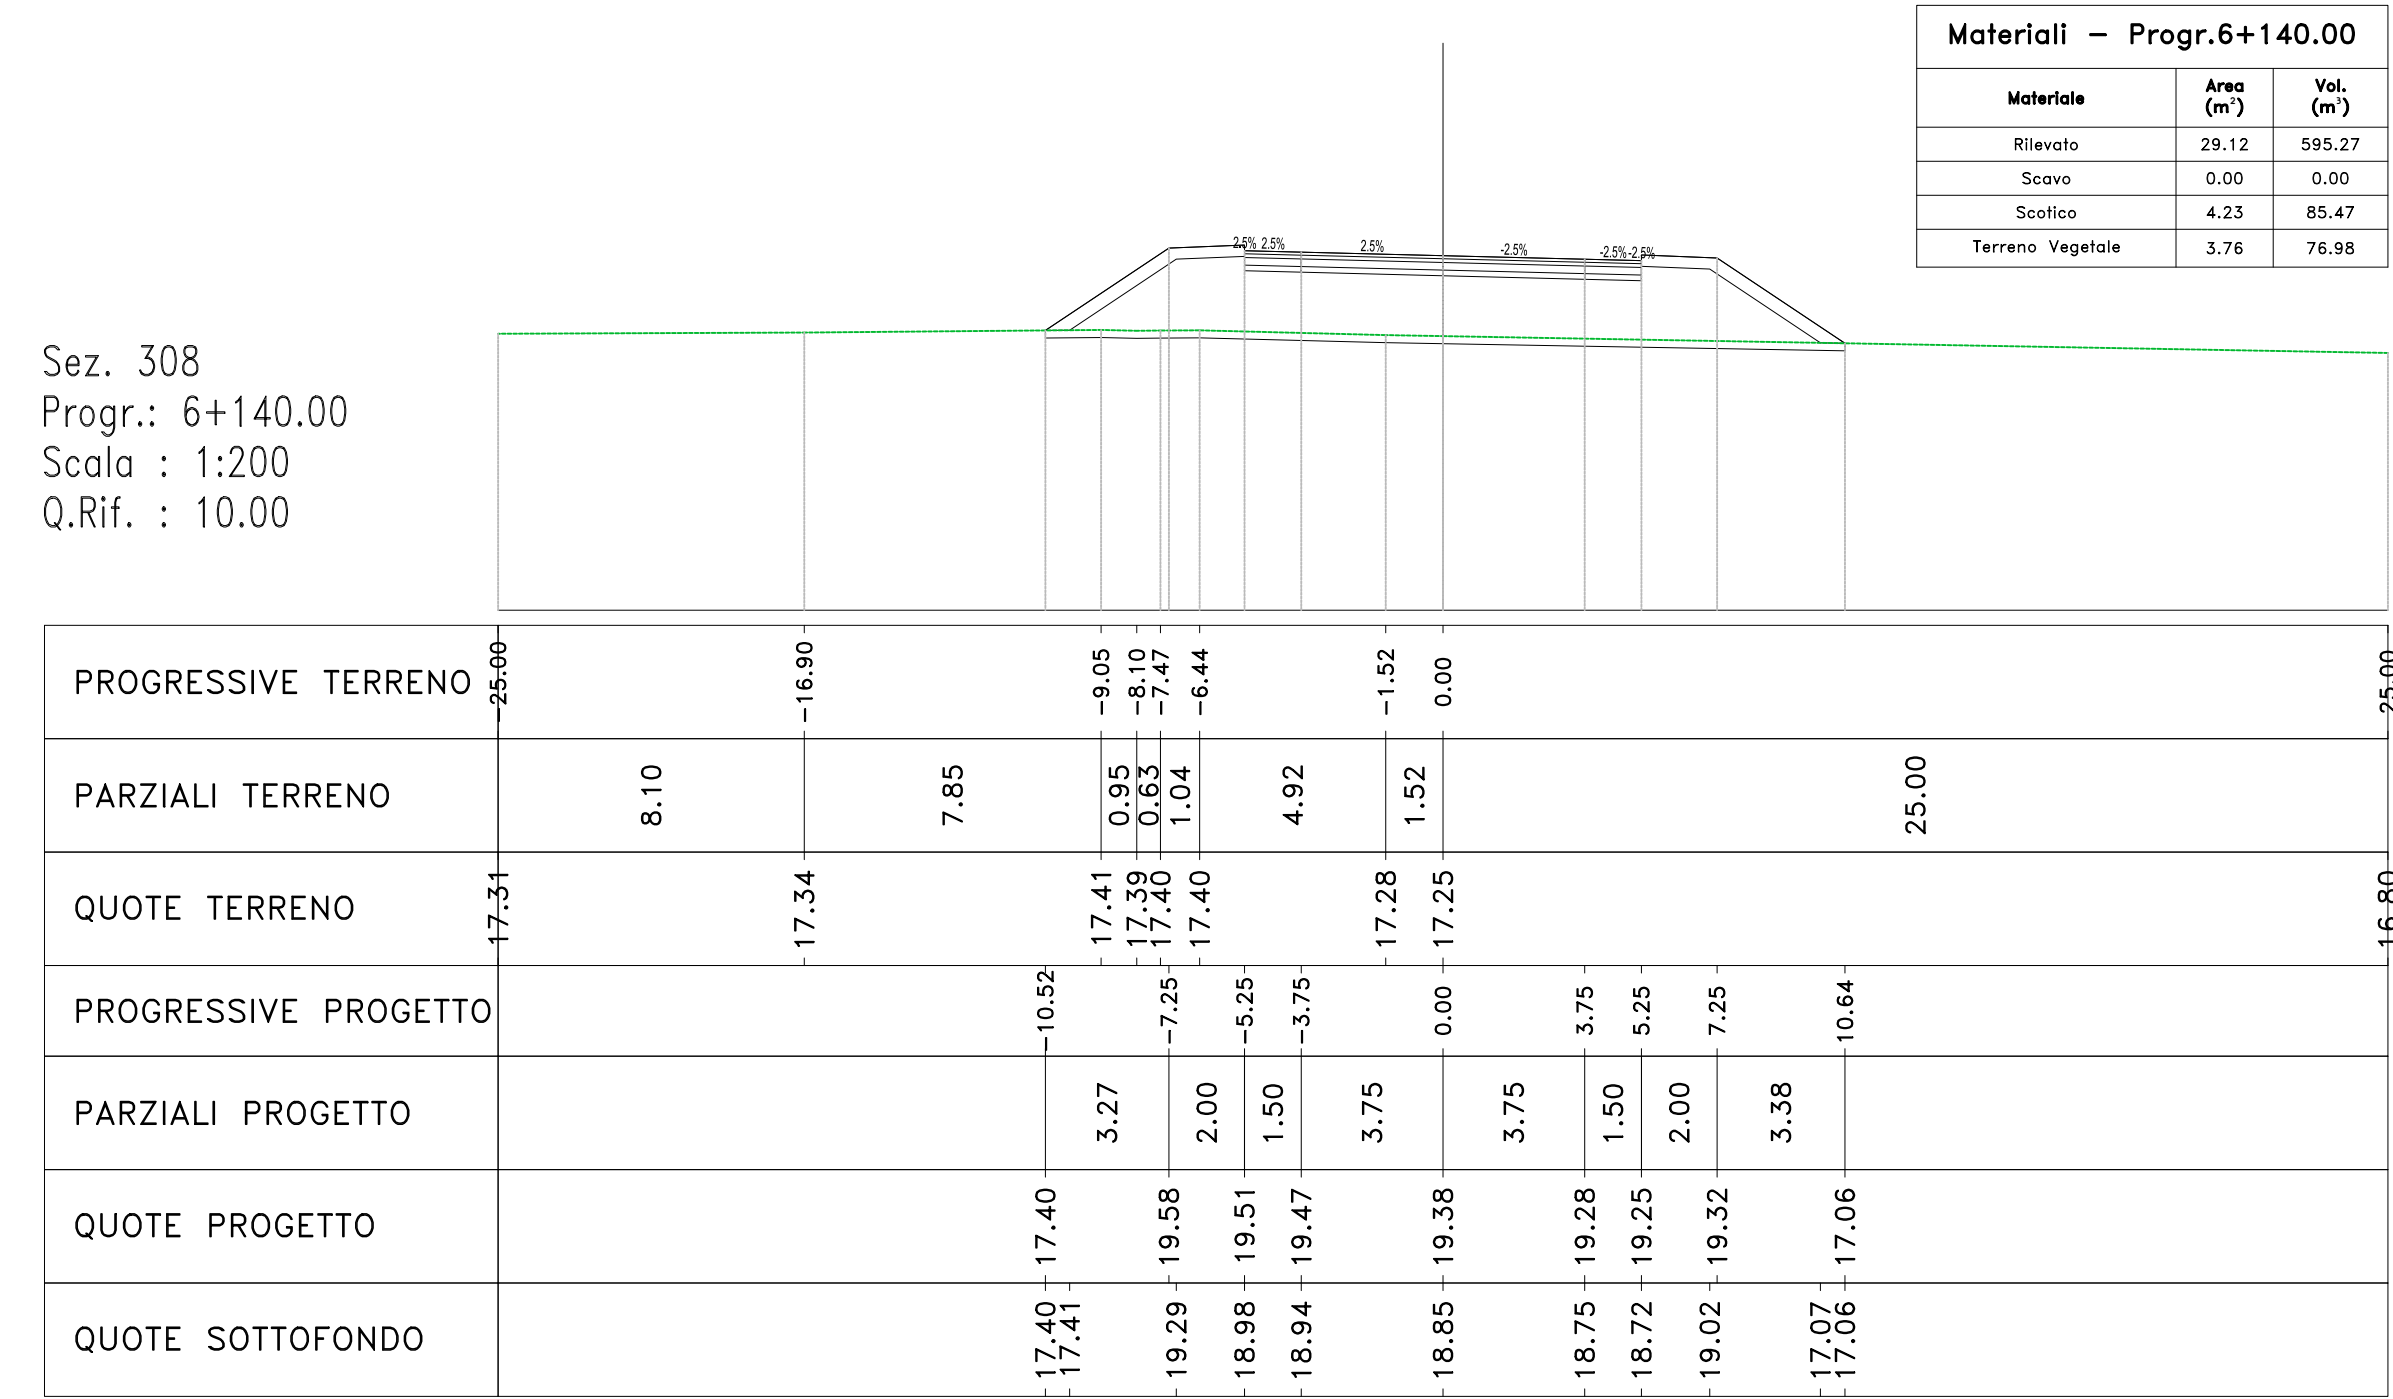 Materiali – Progr.6+140.00
Materiale Area (m²) Vol. (m³)
Rilevato 29.12 595.27
Scavo 0.00 0.00
Scotico 4.23 85.47
Terreno Vegetale 3.76 76.98
2.5% 2.5% 2.5% -2.5% -2.5% -2.5%
Sez. 308
Progr.: 6+140.00
Scala : 1:200
Q.Rif. : 10.00
PROGRESSIVE TERRENO -25.00 -16.90 -9.05 -8.10 -7.47 -6.44 -1.52 0.00 25.00
PARZIALI TERRENO 8.10 7.85 0.95 0.63 1.04 4.92 1.52 25.00
QUOTE TERRENO 17.31 17.34 17.41 17.39 17.40 17.40 17.28 17.25 16.80
PROGRESSIVE PROGETTO -10.52 -7.25 -5.25 -3.75 0.00 3.75 5.25 7.25 10.64
PARZIALI PROGETTO 3.27 2.00 1.50 3.75 3.75 1.50 2.00 3.38
QUOTE PROGETTO 17.40 19.58 19.51 19.47 19.38 19.28 19.25 19.32 17.06
QUOTE SOTTOFONDO 17.40 17.41 19.29 18.98 18.94 18.85 18.75 18.72 19.02 17.07 17.06